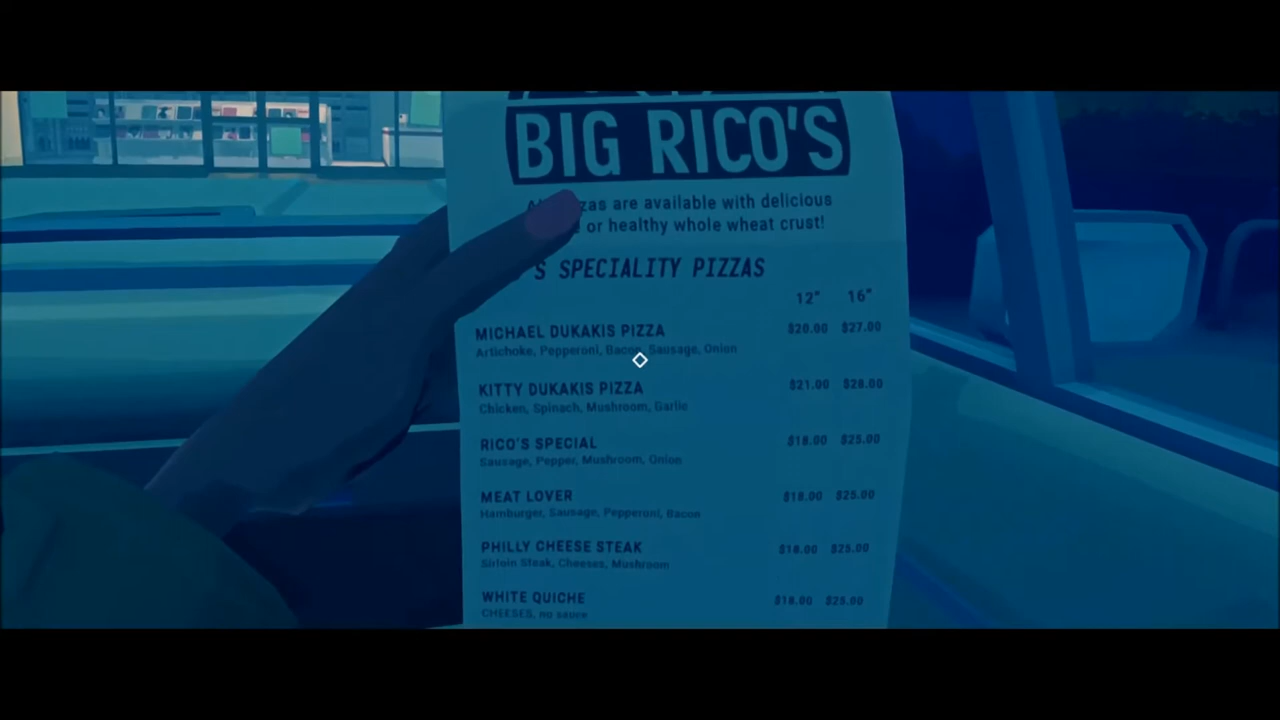 BIG RICO'S
are available with delicious
or healthy whole wheat crust!
SPECIALITY PIZZAS
12" 16"
MICHAEL DUKAKIS PIZZA $20.00 $27.00
Artichoke, Pepperoni, Bacon, Sausage, Onion
KITTY DUKAKIS PIZZA $21.00 $28.00
Chicken, Spinach, Mushroom, Garlic
RICO'S SPECIAL $18.00 $25.00
Sausage, Pepper, Mushroom, Onion
MEAT LOVER $18.00 $25.00
Hamburger, Sausage, Pepperoni, Bacon
PHILLY CHEESE STEAK $18.00 $25.00
Sirloin Steak, Cheeses, Mushroom
WHITE QUICHE $18.00 $25.00
CHEESES, no sauce